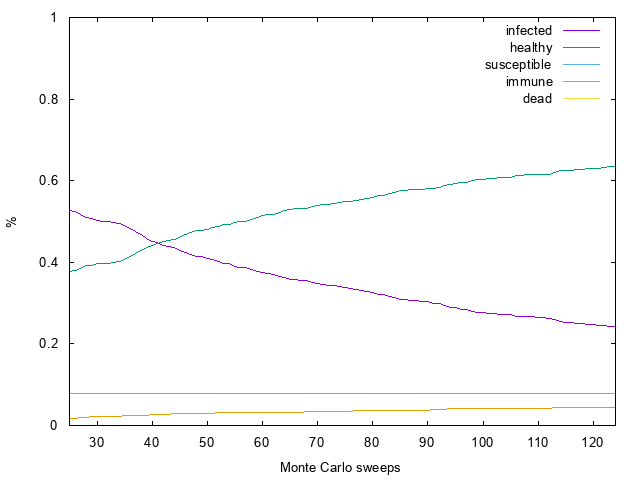 1
infected
healthy
susceptible
immune
dead
0.8
0.6
%
0.4
0.2
0
30 40 50 60 70 80 90 100 110 120
Monte Carlo sweeps